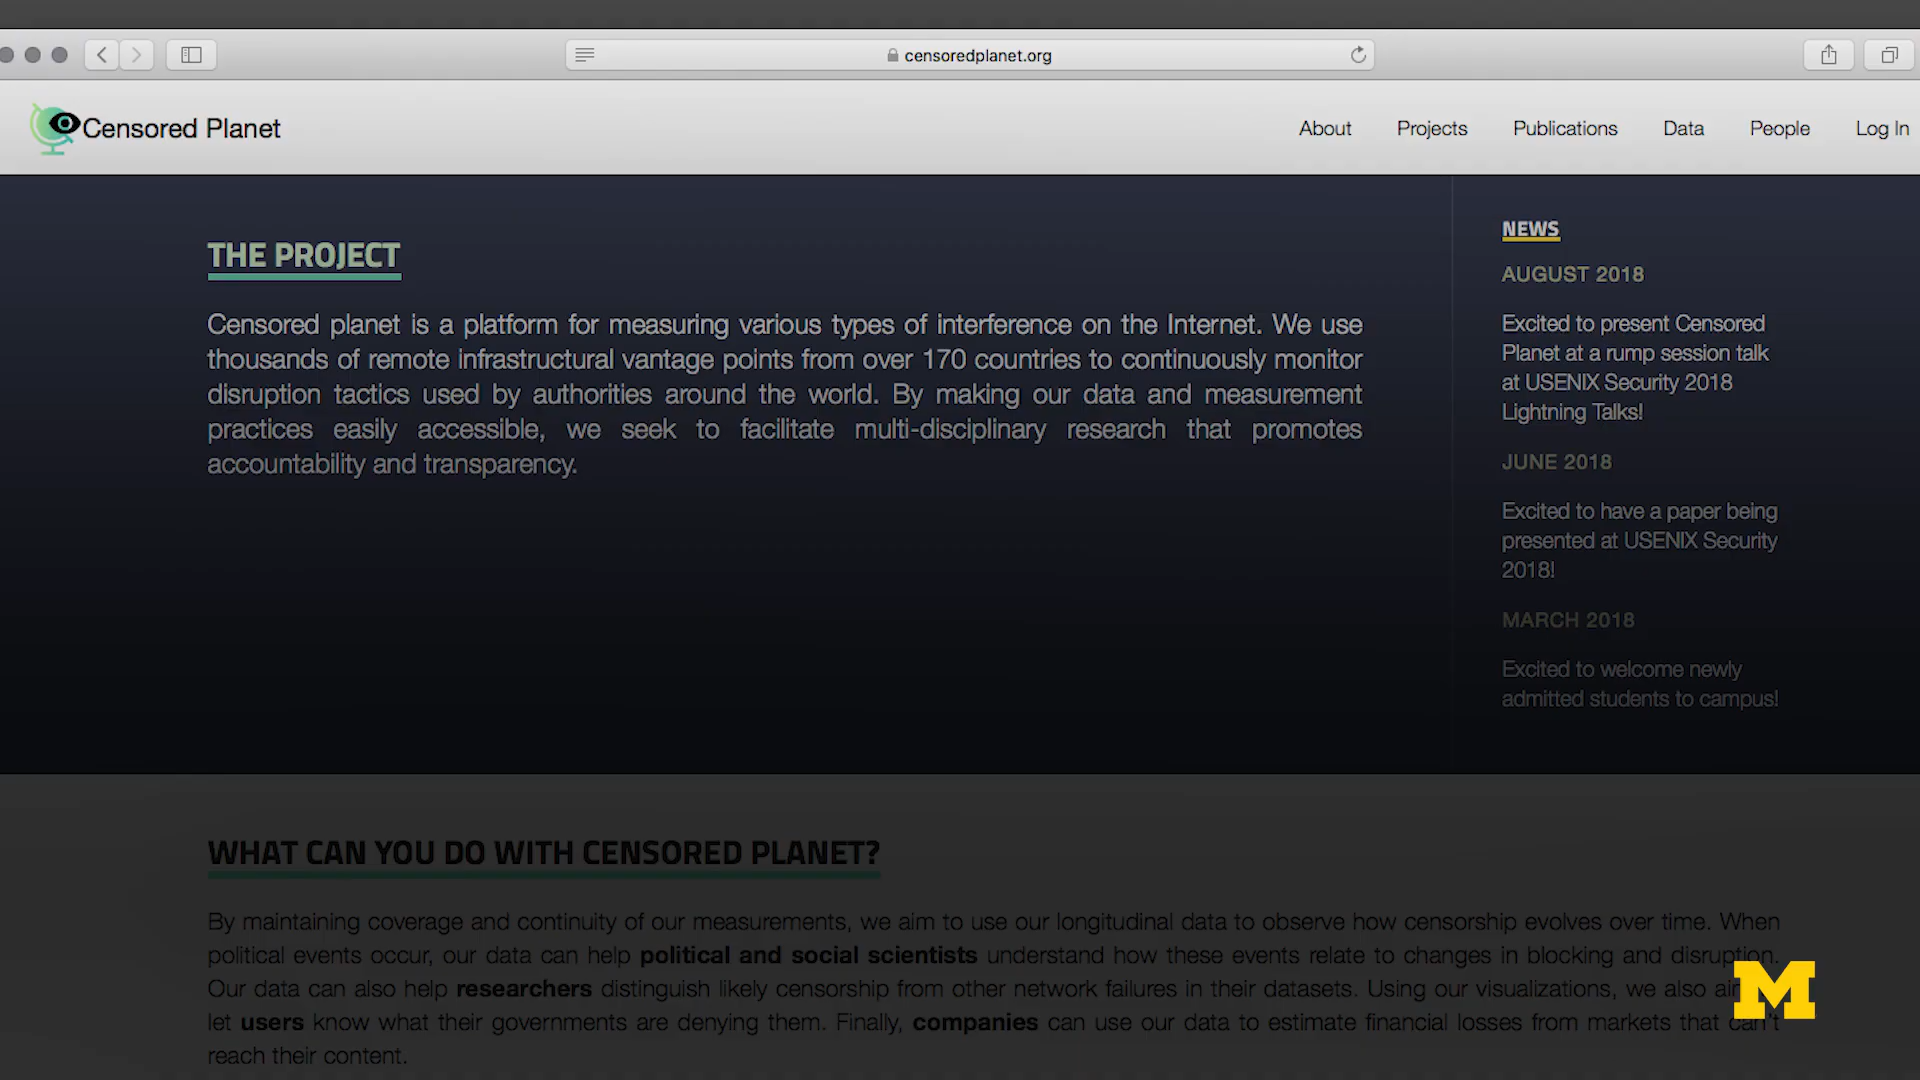 censoredplanet.org
Censored Planet
About Projects Publications Data People Log In
THE PROJECT
Censored planet is a platform for measuring various types of interference on the Internet. We use
thousands of remote infrastructural vantage points from over 170 countries to continuously monitor
disruption tactics used by authorities around the world. By making our data and measurement
practices easily accessible, we seek to facilitate multi-disciplinary research that promotes
accountability and transparency.
NEWS
AUGUST 2018
Excited to present Censored
Planet at a rump session talk
at USENIX Security 2018
Lightning Talks!
JUNE 2018
Excited to have a paper being
presented at USENIX Security
2018!
MARCH 2018
Excited to welcome newly
admitted students to campus!
WHAT CAN YOU DO WITH CENSORED PLANET?
By maintaining coverage and continuity of our measurements, we aim to use our longitudinal data to observe how censorship evolves over time. When
political events occur, our data can help political and social scientists understand how these events relate to changes in blocking and disruption.
Our data can also help researchers distinguish likely censorship from other network failures in their datasets. Using our visualizations, we also
let users know what their governments are denying them. Finally, companies can use our data to estimate financial losses from markets that can't
reach their content.
M